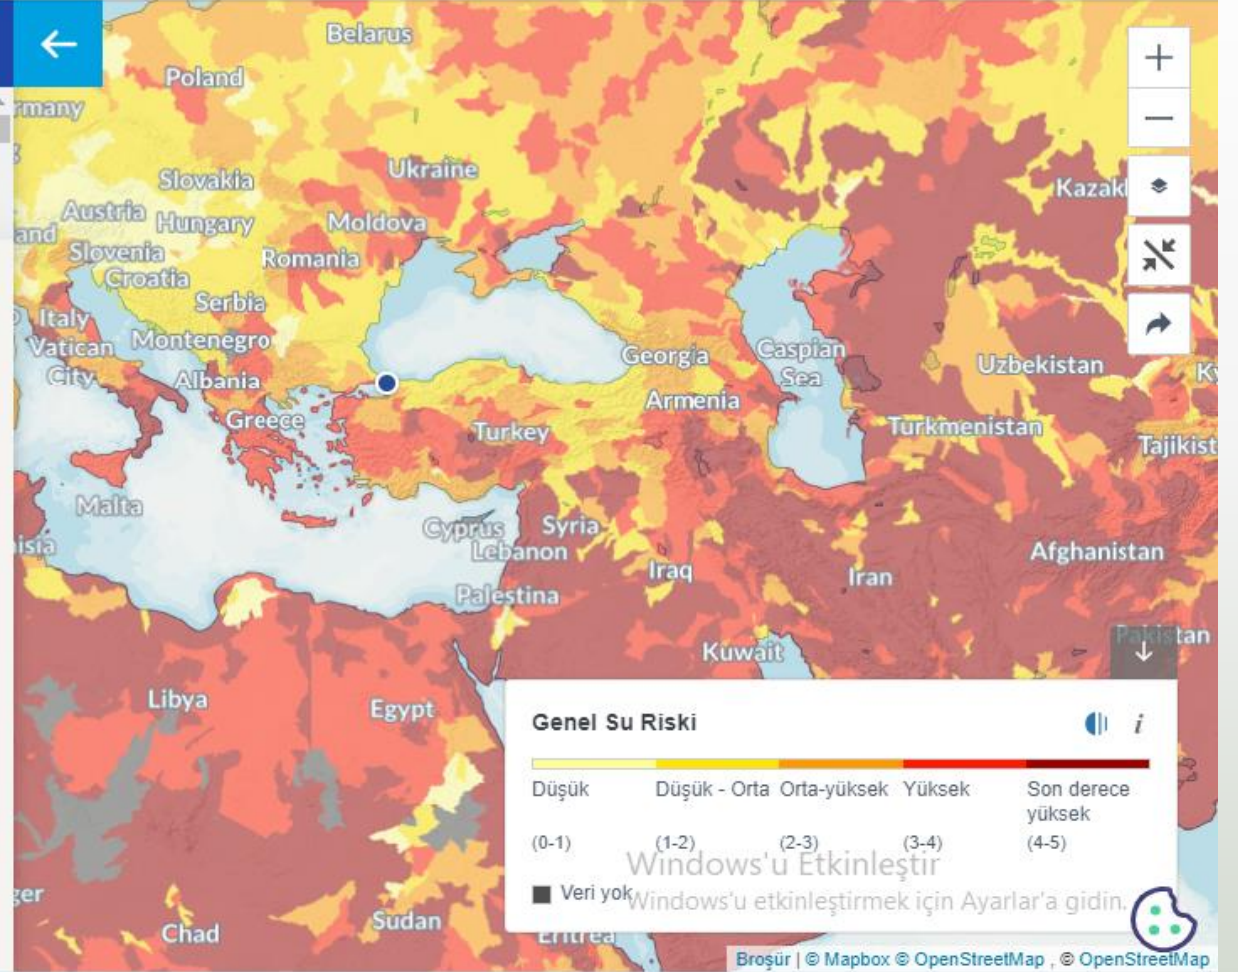 Belarus
Poland
rmany
Ukraine
Slovakia
Kazakl
Austria
Hungary
Moldova
and
Slovenia
Romania
Croatia
Serbia
Italy
Vatican
City
Montenegro
Georgia
Caspian
Sea
Uzbekistan
Albania
Armenia
Greece
Turkey
Turkmenistan
Tajikist
Malta
Cyprus
Syria
isia
Lebanon
Afghanistan
Iraq
Iran
Palestina
Pakistan
Kuwait
Libya
Egypt
Genel Su Riski
i
Düşük
Düşük - Orta
Orta-yüksek
Yüksek
Son derece
yüksek
(0-1)
(1-2)
(2-3)
(3-4)
(4-5)
Windows'u Etkinleştir
Veri yok
Windows'u etkinleştirmek için Ayarlar'a gidin.
ger
Chad
Sudan
Eritrea
Broşür | © Mapbox © OpenStreetMap , © OpenStreetMap